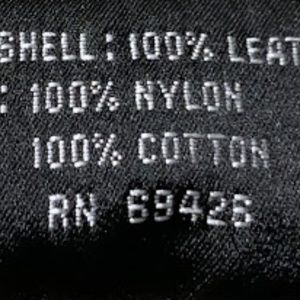 SHELL: 100% LEAT
: 100% NYLON
100% COTTON
RN 69426